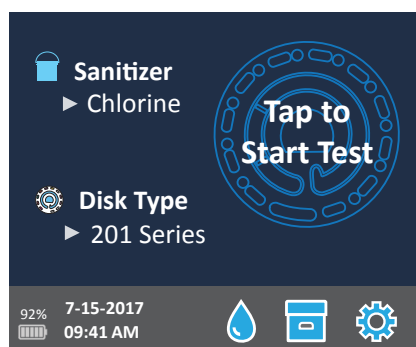 Sanitizer
Chlorine
Tap to
Start Test
Disk Type
201 Series
92%
7-15-2017
09:41 AM